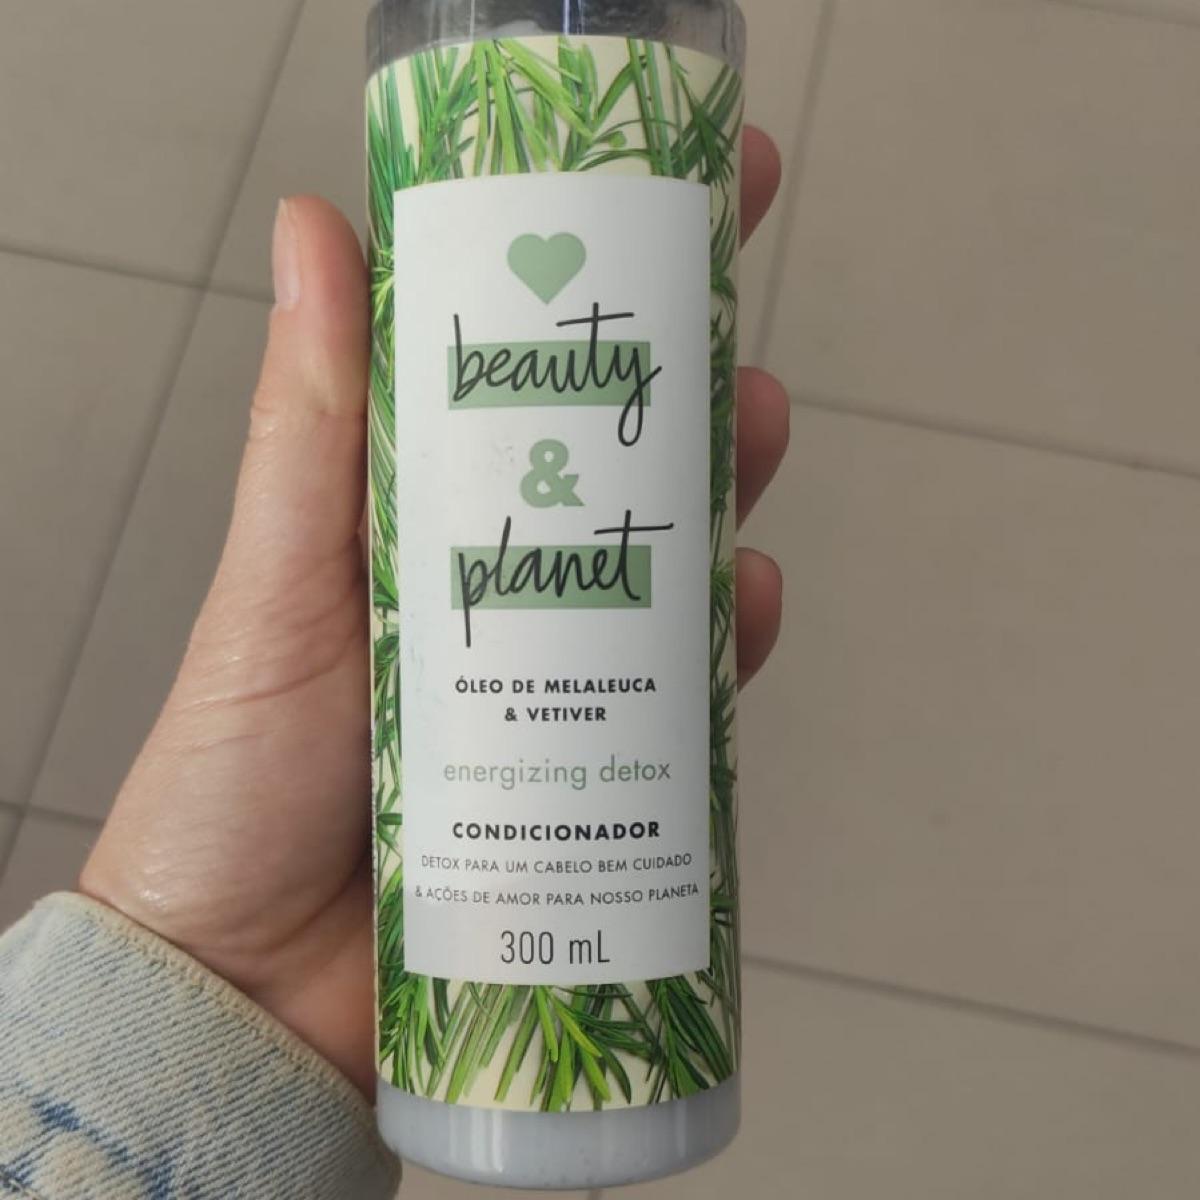 beauty
&
planet
ÓLEO DE MELALEUCA
& VETIVER
energizing detox
CONDICIONADOR
DETOX PARA UM CABELO BEM CUIDADO
& AÇÕES DE AMOR PARA NOSSO PLANETA
300 mL